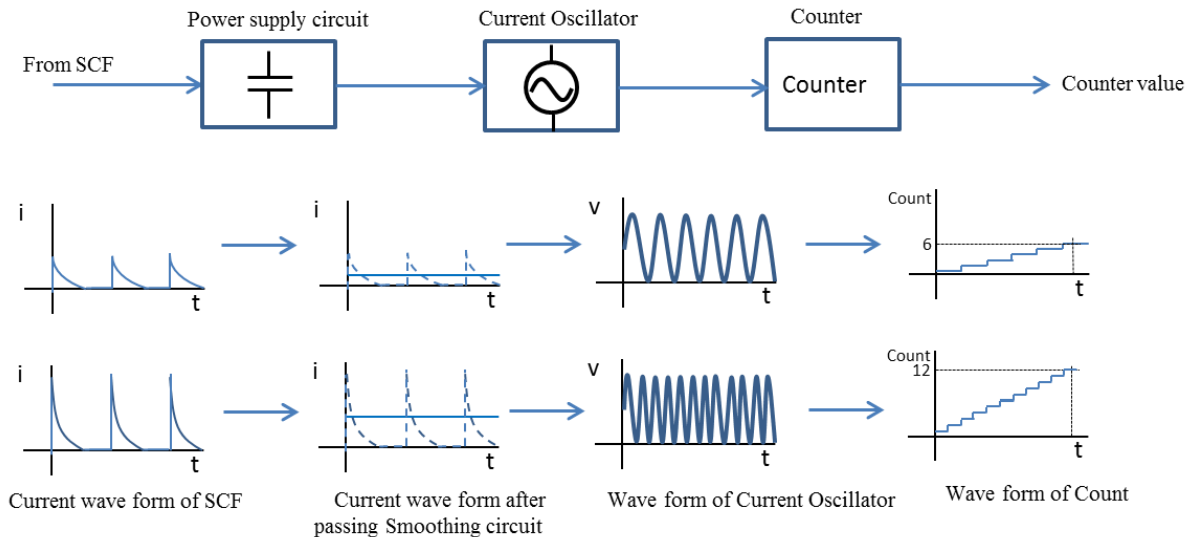 Power supply circuit
Current Oscillator
Counter
From SCF
Counter
Counter value
i
t
i
t
v
Count
6
t
i
t
i
t
v
Count
12
t
Current wave form of SCF
Current wave form after
passing Smoothing circuit
Wave form of Current Oscillator
Wave form of Count